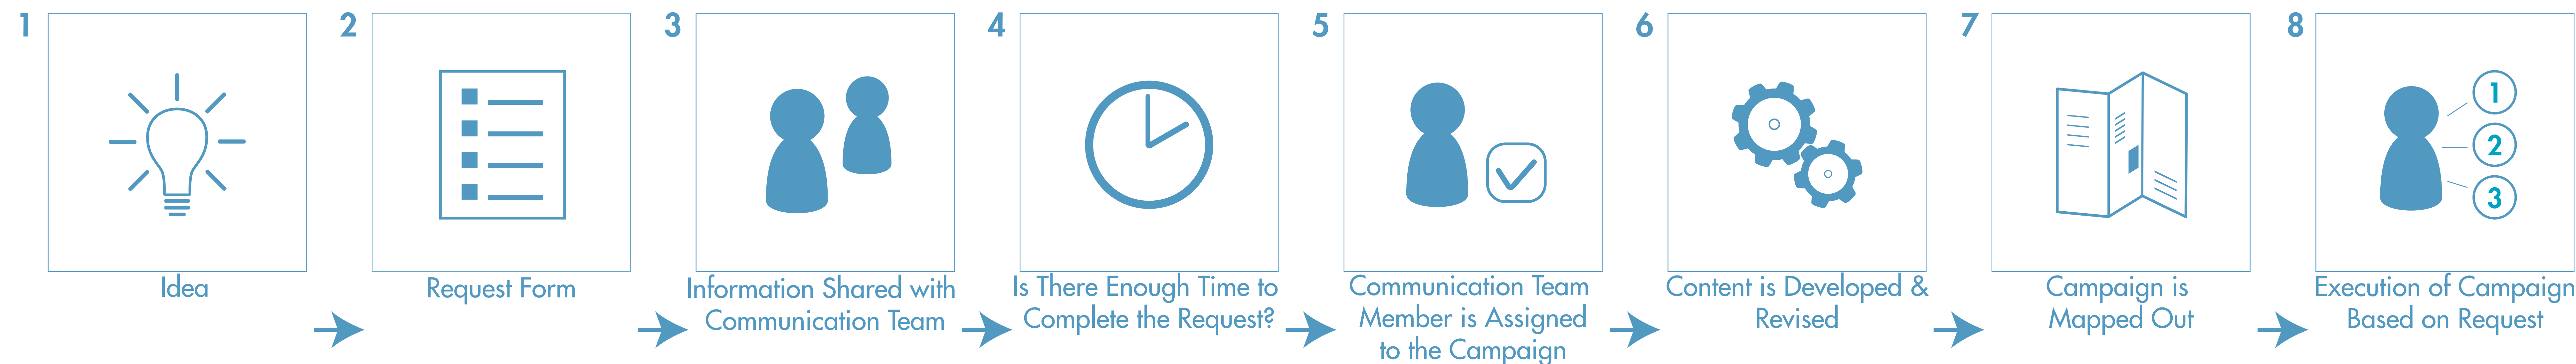 1
Idea
2
Request Form
3
Information Shared with
Communication Team
4
Is There Enough Time to
Complete the Request?
5
Communication Team
Member is Assigned
to the Campaign
6
Content is Developed &
Revised
7
Campaign is
Mapped Out
8
1
2
3
Execution of Campaign
Based on Request